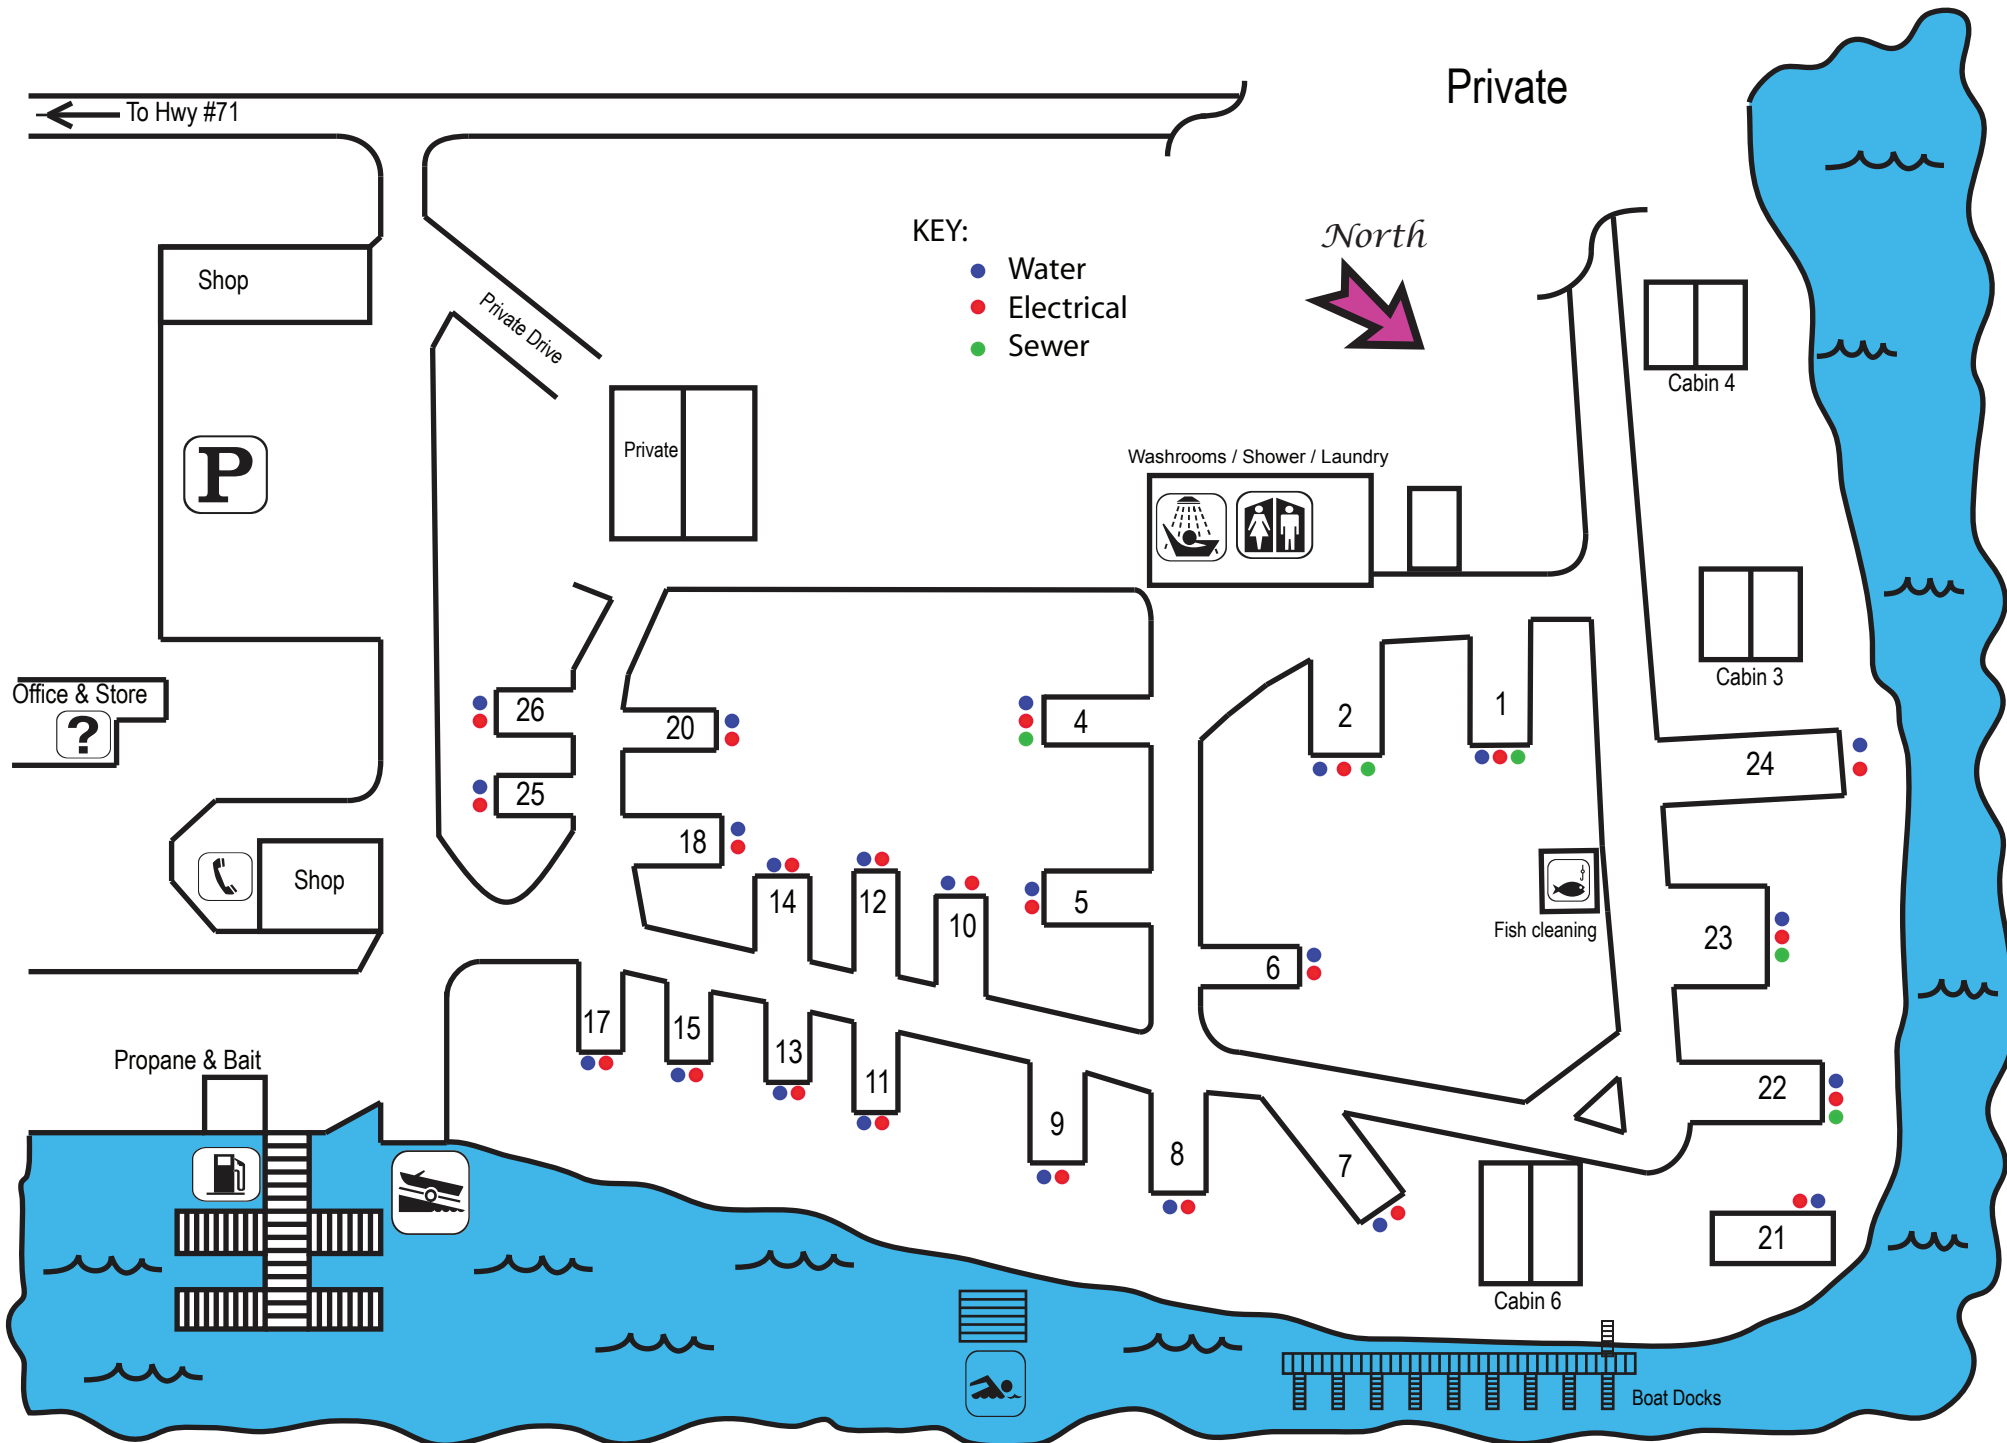 Private
To Hwy #71
KEY:
Water
Electrical
Sewer
North
Shop
Private Drive
Cabin 4
Private
Washrooms / Shower / Laundry
P
Office & Store
?
Cabin 3
26
20
4
2
1
24
25
18
14
12
10
5
6
Fish cleaning
23
Shop
17
15
13
11
9
8
7
22
Propane & Bait
21
Cabin 6
Boat Docks